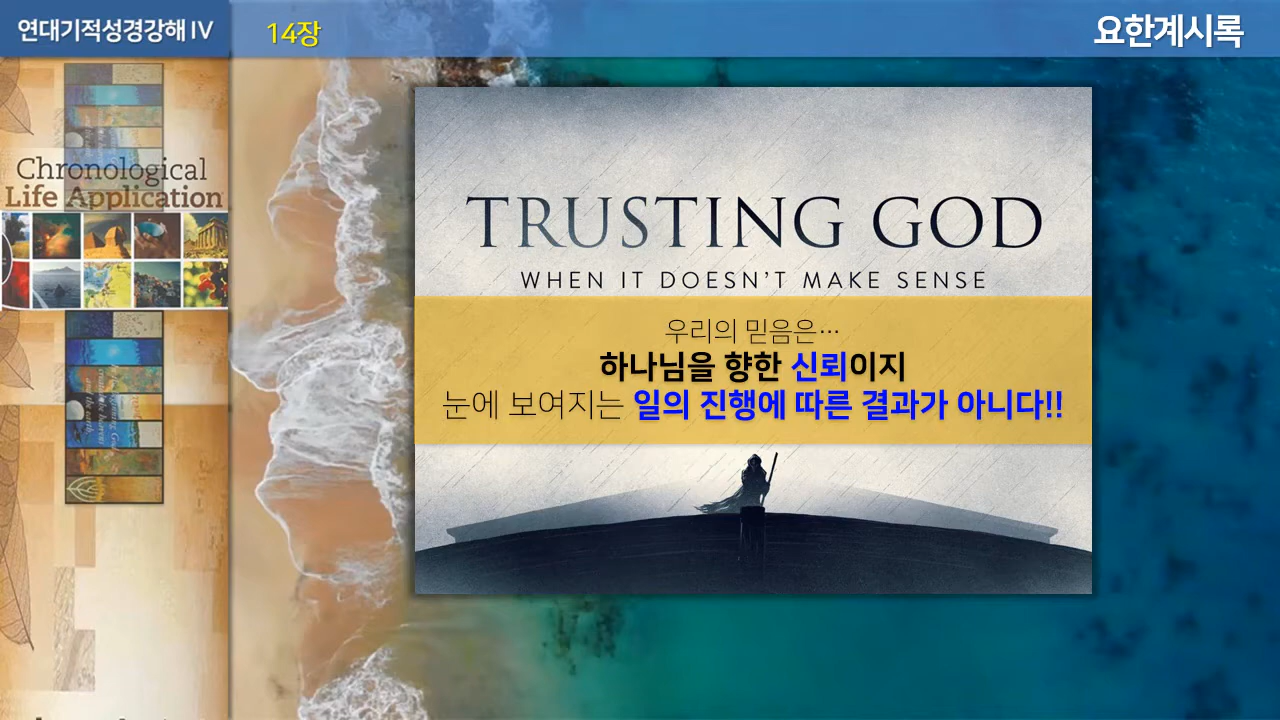 연대기적성경강해 IV
14장
요한계시록
Chronological
Life Application
TRUSTING GOD
WHEN IT DOESN'T MAKE SENSE
우리의 믿음은…
하나님을 향한 신뢰이지
눈에 보여지는 일의 진행에 따른 결과가 아니다!!